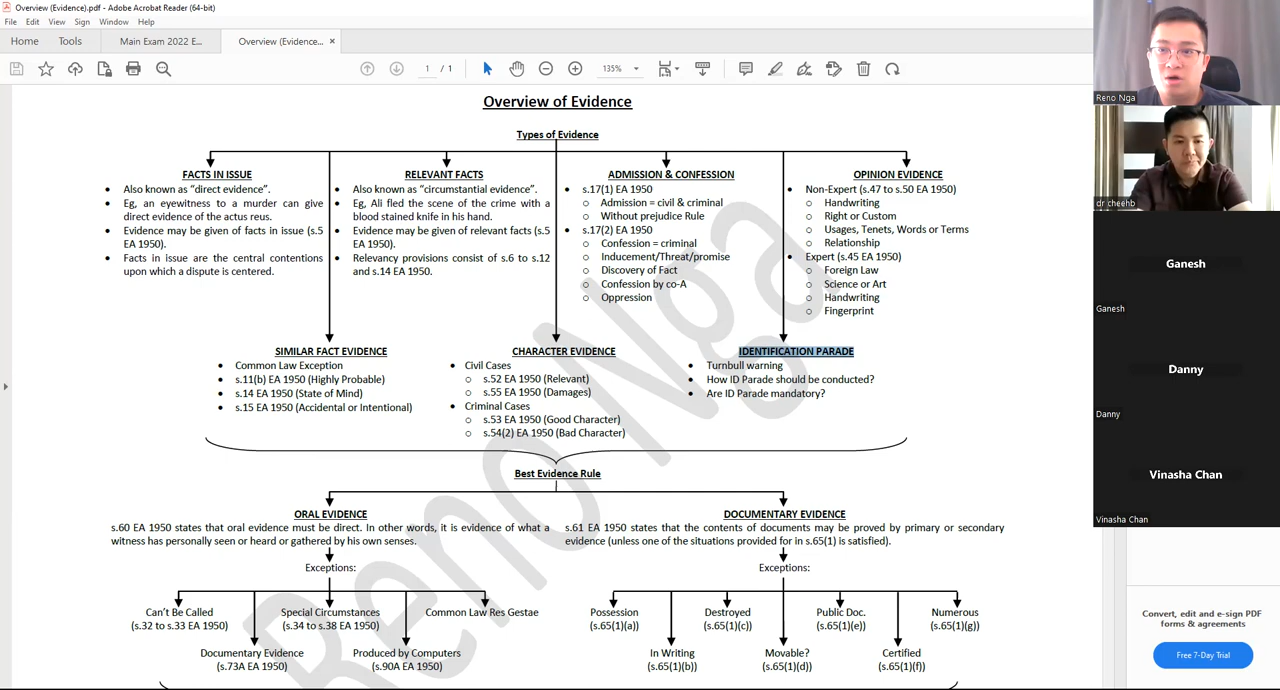 Overview (Evidence).pdf - Adobe Acrobat Reader (64-bit)
File Edit View Sign Window Help
Home Tools Main Exam 2022 E... Overview (Evidence... ×
1 / 1 135%
Overview of Evidence
Types of Evidence
FACTS IN ISSUE
• Also known as “direct evidence”.
• Eg, an eyewitness to a murder can give
direct evidence of the actus reus.
• Evidence may be given of facts in issue (s.5
EA 1950).
• Facts in issue are the central contentions
upon which a dispute is centered.
RELEVANT FACTS
• Also known as “circumstantial evidence”.
• Eg, Ali fled the scene of the crime with a
blood stained knife in his hand.
• Evidence may be given of relevant facts (s.5
EA 1950).
• Relevancy provisions consist of s.6 to s.12
and s.14 EA 1950.
ADMISSION & CONFESSION
• s.17(1) EA 1950
o Admission = civil & criminal
o Without prejudice Rule
• s.17(2) EA 1950
o Confession = criminal
o Inducement/Threat/promise
o Discovery of Fact
o Confession by co-A
o Oppression
OPINION EVIDENCE
• Non-Expert (s.47 to s.50 EA 1950)
o Handwriting
o Right or Custom
o Usages, Tenets, Words or Terms
o Relationship
• Expert (s.45 EA 1950)
o Foreign Law
o Science or Art
o Handwriting
o Fingerprint
SIMILAR FACT EVIDENCE
• Common Law Exception
• s.11(b) EA 1950 (Highly Probable)
• s.14 EA 1950 (State of Mind)
• s.15 EA 1950 (Accidental or Intentional)
CHARACTER EVIDENCE
• Civil Cases
o s.52 EA 1950 (Relevant)
o s.55 EA 1950 (Damages)
• Criminal Cases
o s.53 EA 1950 (Good Character)
o s.54(2) EA 1950 (Bad Character)
IDENTIFICATION PARADE
• Turnbull warning
• How ID Parade should be conducted?
• Are ID Parade mandatory?
Best Evidence Rule
ORAL EVIDENCE
s.60 EA 1950 states that oral evidence must be direct. In other words, it is evidence of what a
witness has personally seen or heard or gathered by his own senses.
Exceptions:
Can’t Be Called
(s.32 to s.33 EA 1950)
Special Circumstances
(s.34 to s.38 EA 1950)
Common Law Res Gestae
Documentary Evidence
(s.73A EA 1950)
Produced by Computers
(s.90A EA 1950)
DOCUMENTARY EVIDENCE
s.61 EA 1950 states that the contents of documents may be proved by primary or secondary
evidence (unless one of the situations provided for in s.65(1) is satisfied).
Exceptions:
Possession
(s.65(1)(a))
Destroyed
(s.65(1)(c))
Public Doc.
(s.65(1)(e))
Numerous
(s.65(1)(g))
In Writing
(s.65(1)(b))
Movable?
(s.65(1)(d))
Certified
(s.65(1)(f))
Reno Nga
Reno Nga
dr cheehb
Ganesh
Ganesh
Danny
Danny
Vinasha Chan
Vinasha Chan
Convert, edit and e-sign PDF
forms & agreements
Free 7-Day Trial